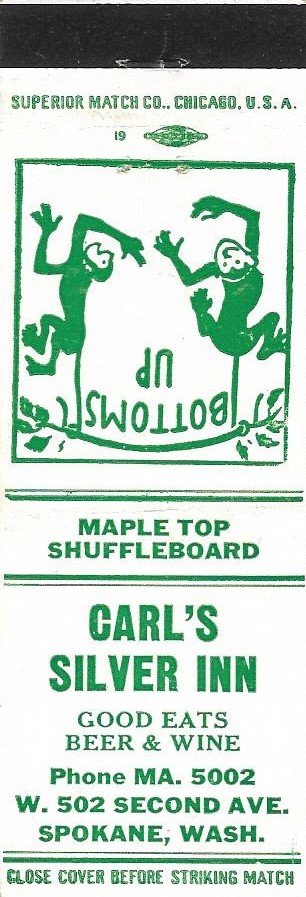 SUPERIOR MATCH CO., CHICAGO, U.S.A.
19
BOTTOMS
UP
MAPLE TOP
SHUFFLEBOARD
CARL'S
SILVER INN
GOOD EATS
BEER & WINE
Phone MA. 5002
W. 502 SECOND AVE.
SPOKANE, WASH.
CLOSE COVER BEFORE STRIKING MATCH